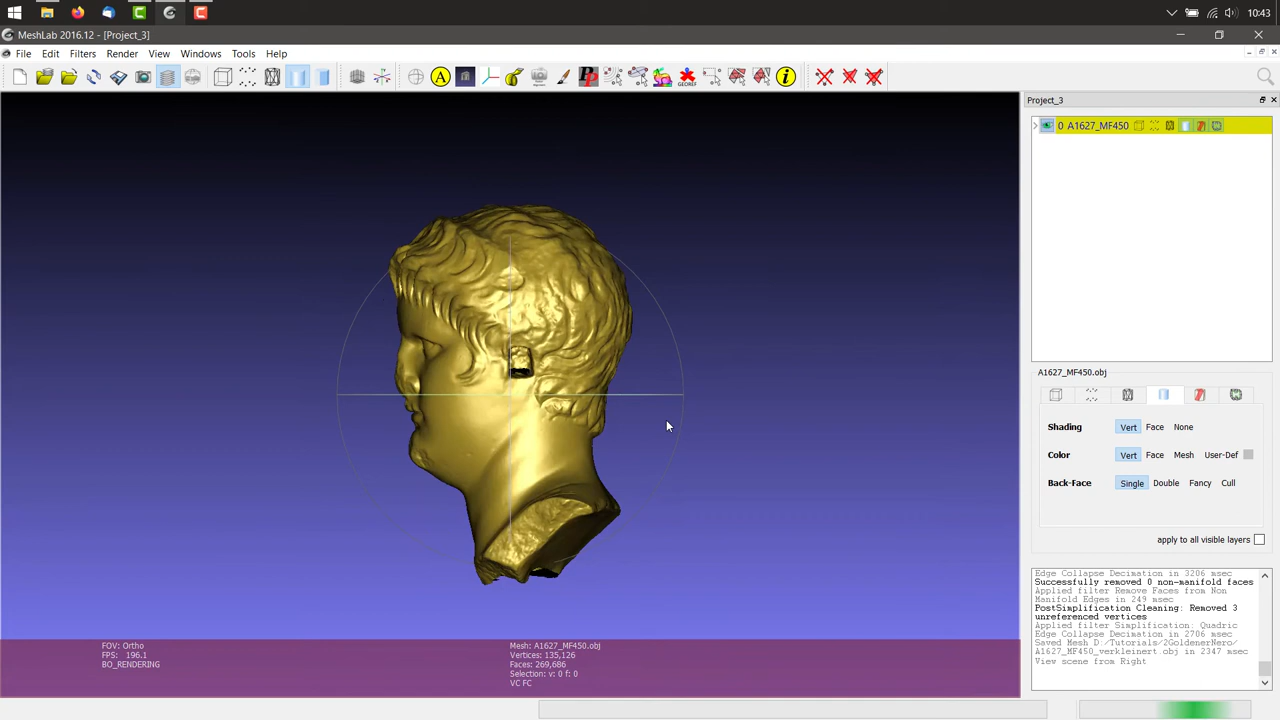 10:43
MeshLab 2016.12 - [Project_3]
File Edit Filters Render View Windows Tools Help
A Pp GEOREF i
Project_3
0 A1627_MF450
A1627_MF450.obj
Shading Vert Face None
Color Vert Face Mesh User-Def
Back-Face Single Double Fancy Cull
apply to all visible layers
Edge Collapse Decimation in 3206 msec
Successfully removed 0 non-manifold faces
Applied filter Remove Faces from Non
Manifold Edges in 249 msec
PostSimplification Cleaning: Removed 3
unreferenced vertices
Applied filter Simplification: Quadric
Edge Collapse Decimation in 2706 msec
Saved Mesh D:/Tutorials/2GoldenerNero/
A1627_MF450_verkleinert.obj in 2347 msec
View scene from Right
FOV: Ortho
FPS: 196.1
BO_RENDERING
Mesh: A1627_MF450.obj
Vertices: 135,126
Faces: 269,686
Selection: v: 0 f: 0
VC FC